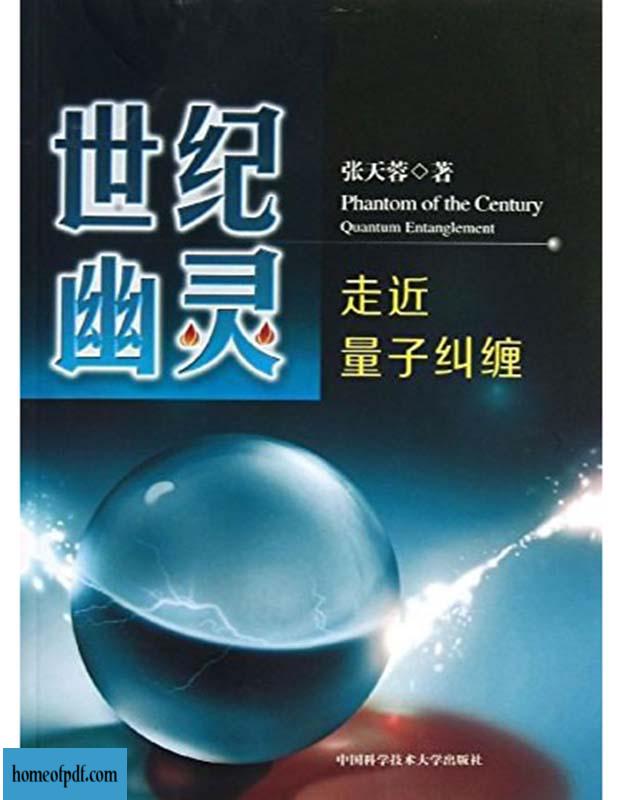 世纪
幽灵
张天蓉◇著
Phantom of the Century
Quantum Entanglement
走近
量子纠缠
中国科学技术大学出版社
homeofpdf.com